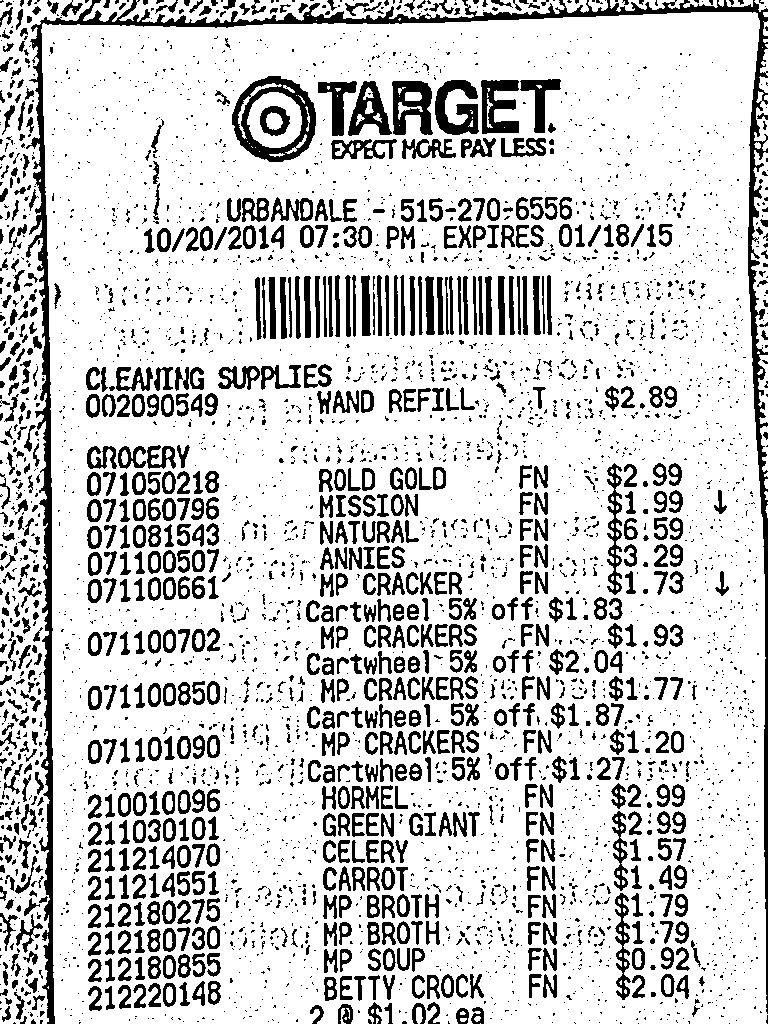 TARGET
EXPECT MORE. PAY LESS.
URBANDALE - 515-270-6556
10/20/2014 07:30 PM EXPIRES 01/18/15
CLEANING SUPPLIES
002090549 WAND REFILL T $2.89
GROCERY
071050218 ROLD GOLD FN $2.99
071060796 MISSION FN $1.99 ↓
071081543 NATURAL FN $6.59
071100507 ANNIES FN $3.29
071100661 MP CRACKER FN $1.73 ↓
Cartwheel 5% off $1.83
071100702 MP CRACKERS FN $1.93
Cartwheel 5% off $2.04
071100850 MP CRACKERS FN $1.77
Cartwheel 5% off $1.87
071101090 MP CRACKERS FN $1.20
Cartwheel 5% off $1.27
210010096 HORMEL FN $2.99
211030101 GREEN GIANT FN $2.99
211214070 CELERY FN $1.57
211214551 CARROT FN $1.49
212180275 MP BROTH FN $1.79
212180730 MP BROTH FN $1.79
212180855 MP SOUP FN $0.92
212220148 BETTY CROCK FN $2.04
2 @ $1.02 ea